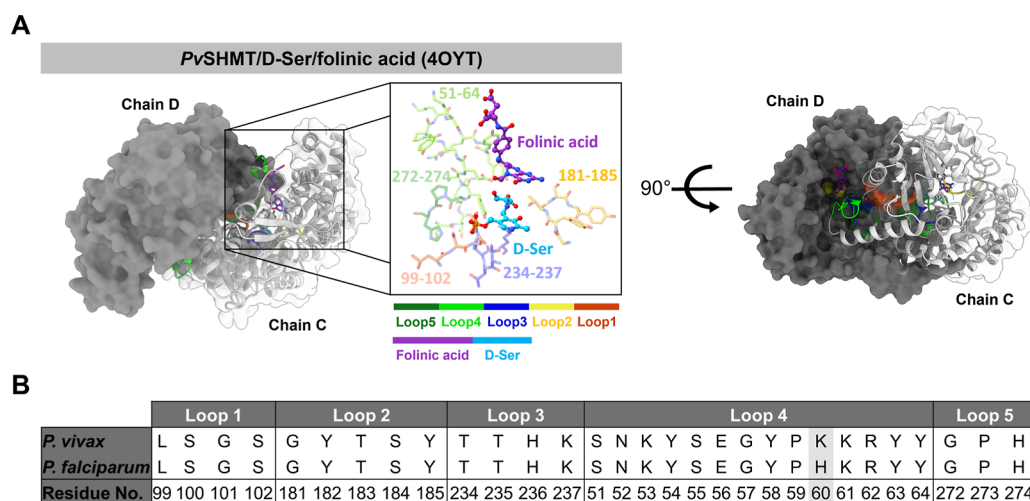 A
PvSHMT/D-Ser/folinic acid (4OYT)
Chain D
Chain C
51-64
Folinic acid
272-274
181-185
D-Ser
99-102
234-237
Loop5 Loop4 Loop3 Loop2 Loop1
Folinic acid D-Ser
90°
Chain D
Chain C
B
Loop 1 Loop 2 Loop 3 Loop 4 Loop 5
P. vivax L S G S G Y T S Y T T H K S N K Y S E G Y P K K R Y Y G P H
P. falciparum L S G S G Y T S Y T T H K S N K Y S E G Y P H K R Y Y G P H
Residue No. 99 100 101 102 181 182 183 184 185 234 235 236 237 51 52 53 54 55 56 57 58 59 60 61 62 63 64 272 273 274